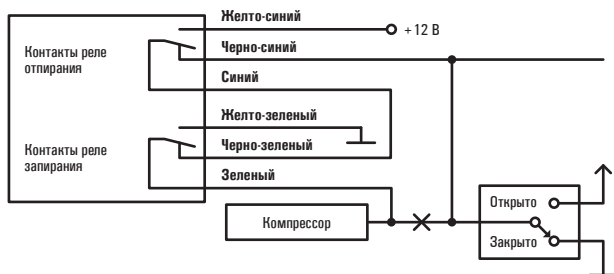 Желто-синий
+ 12 В
Контакты реле
отпирания
Черно-синий
Синий
Желто-зеленый
Контакты реле
запирания
Черно-зеленый
Зеленый
Компрессор
Открыто
Закрыто